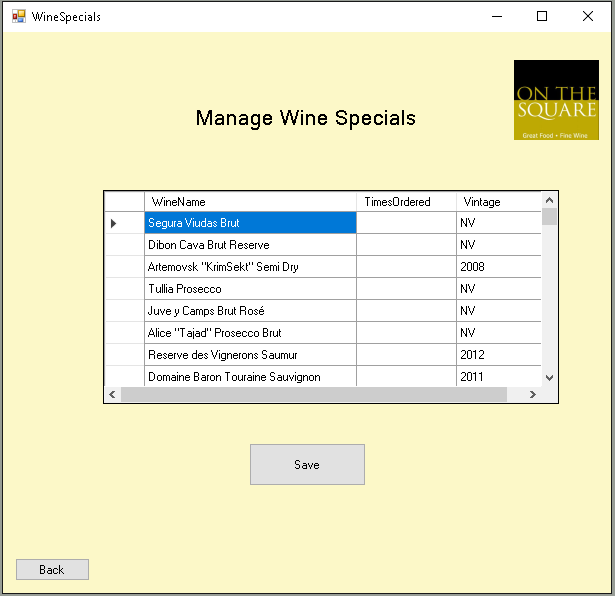 WineSpecials
ON THE
SQUARE
Great Food • Fine Wine
Manage Wine Specials
WineName TimesOrdered Vintage
Segura Viudas Brut NV
Dibon Cava Brut Reserve NV
Artemovsk "KrimSekt" Semi Dry 2008
Tullia Prosecco NV
Juve y Camps Brut Rosé NV
Alice "Tajad" Prosecco Brut NV
Reserve des Vignerons Saumur 2012
Domaine Baron Touraine Sauvignon 2011
Save
Back